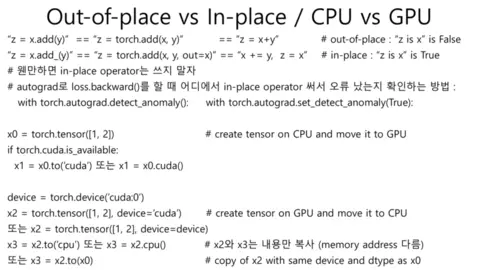 Out-of-place vs In-place / CPU vs GPU
“z = x.add(y)” == “z = torch.add(x, y)” == “z = x+y” # out-of-place : “z is x” is False
“z = x.add_(y)” == “z = torch.add(x, y, out=x)” == “x += y, z = x” # in-place : “z is x” is True
# 웬만하면 in-place operator는 쓰지 말자
# autograd로 loss.backward()를 할 때 어디에서 in-place operator 써서 오류 났는지 확인하는 방법 :
with torch.autograd.detect_anomaly(): with torch.autograd.set_detect_anomaly(True):
x0 = torch.tensor([1, 2]) # create tensor on CPU and move it to GPU
if torch.cuda.is_available:
x1 = x0.to(‘cuda’) 또는 x1 = x0.cuda()
device = torch.device(‘cuda:0’)
x2 = torch.tensor([1, 2], device=‘cuda’) # create tensor on GPU and move it to CPU
또는 x2 = torch.tensor([1, 2], device=device)
x3 = x2.to(‘cpu’) 또는 x3 = x2.cpu() # x2와 x3는 내용만 복사 (memory address 다름)
또는 x3 = x2.to(x0) # copy of x2 with same device and dtype as x0